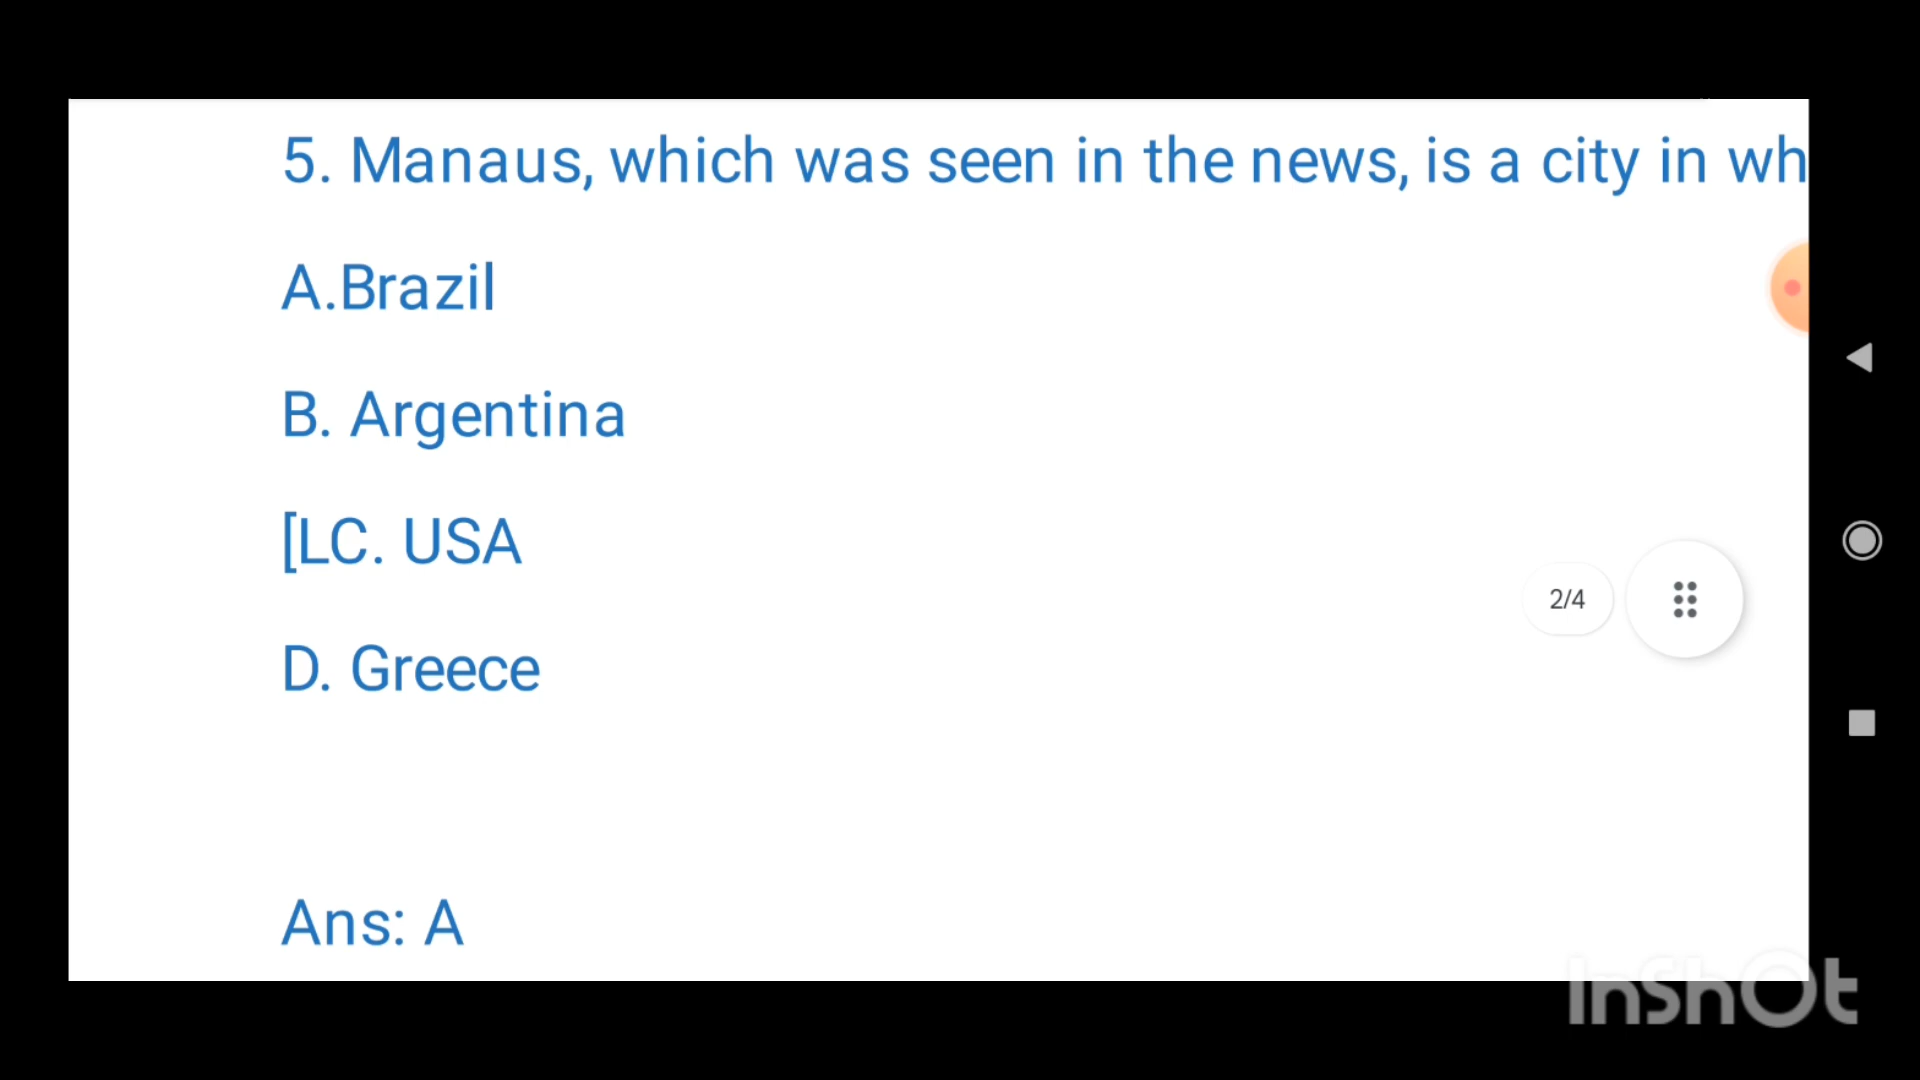 5. Manaus, which was seen in the news, is a city in wh
A.Brazil
B. Argentina
[LC. USA
D. Greece
2/4
Ans: A
InShOt